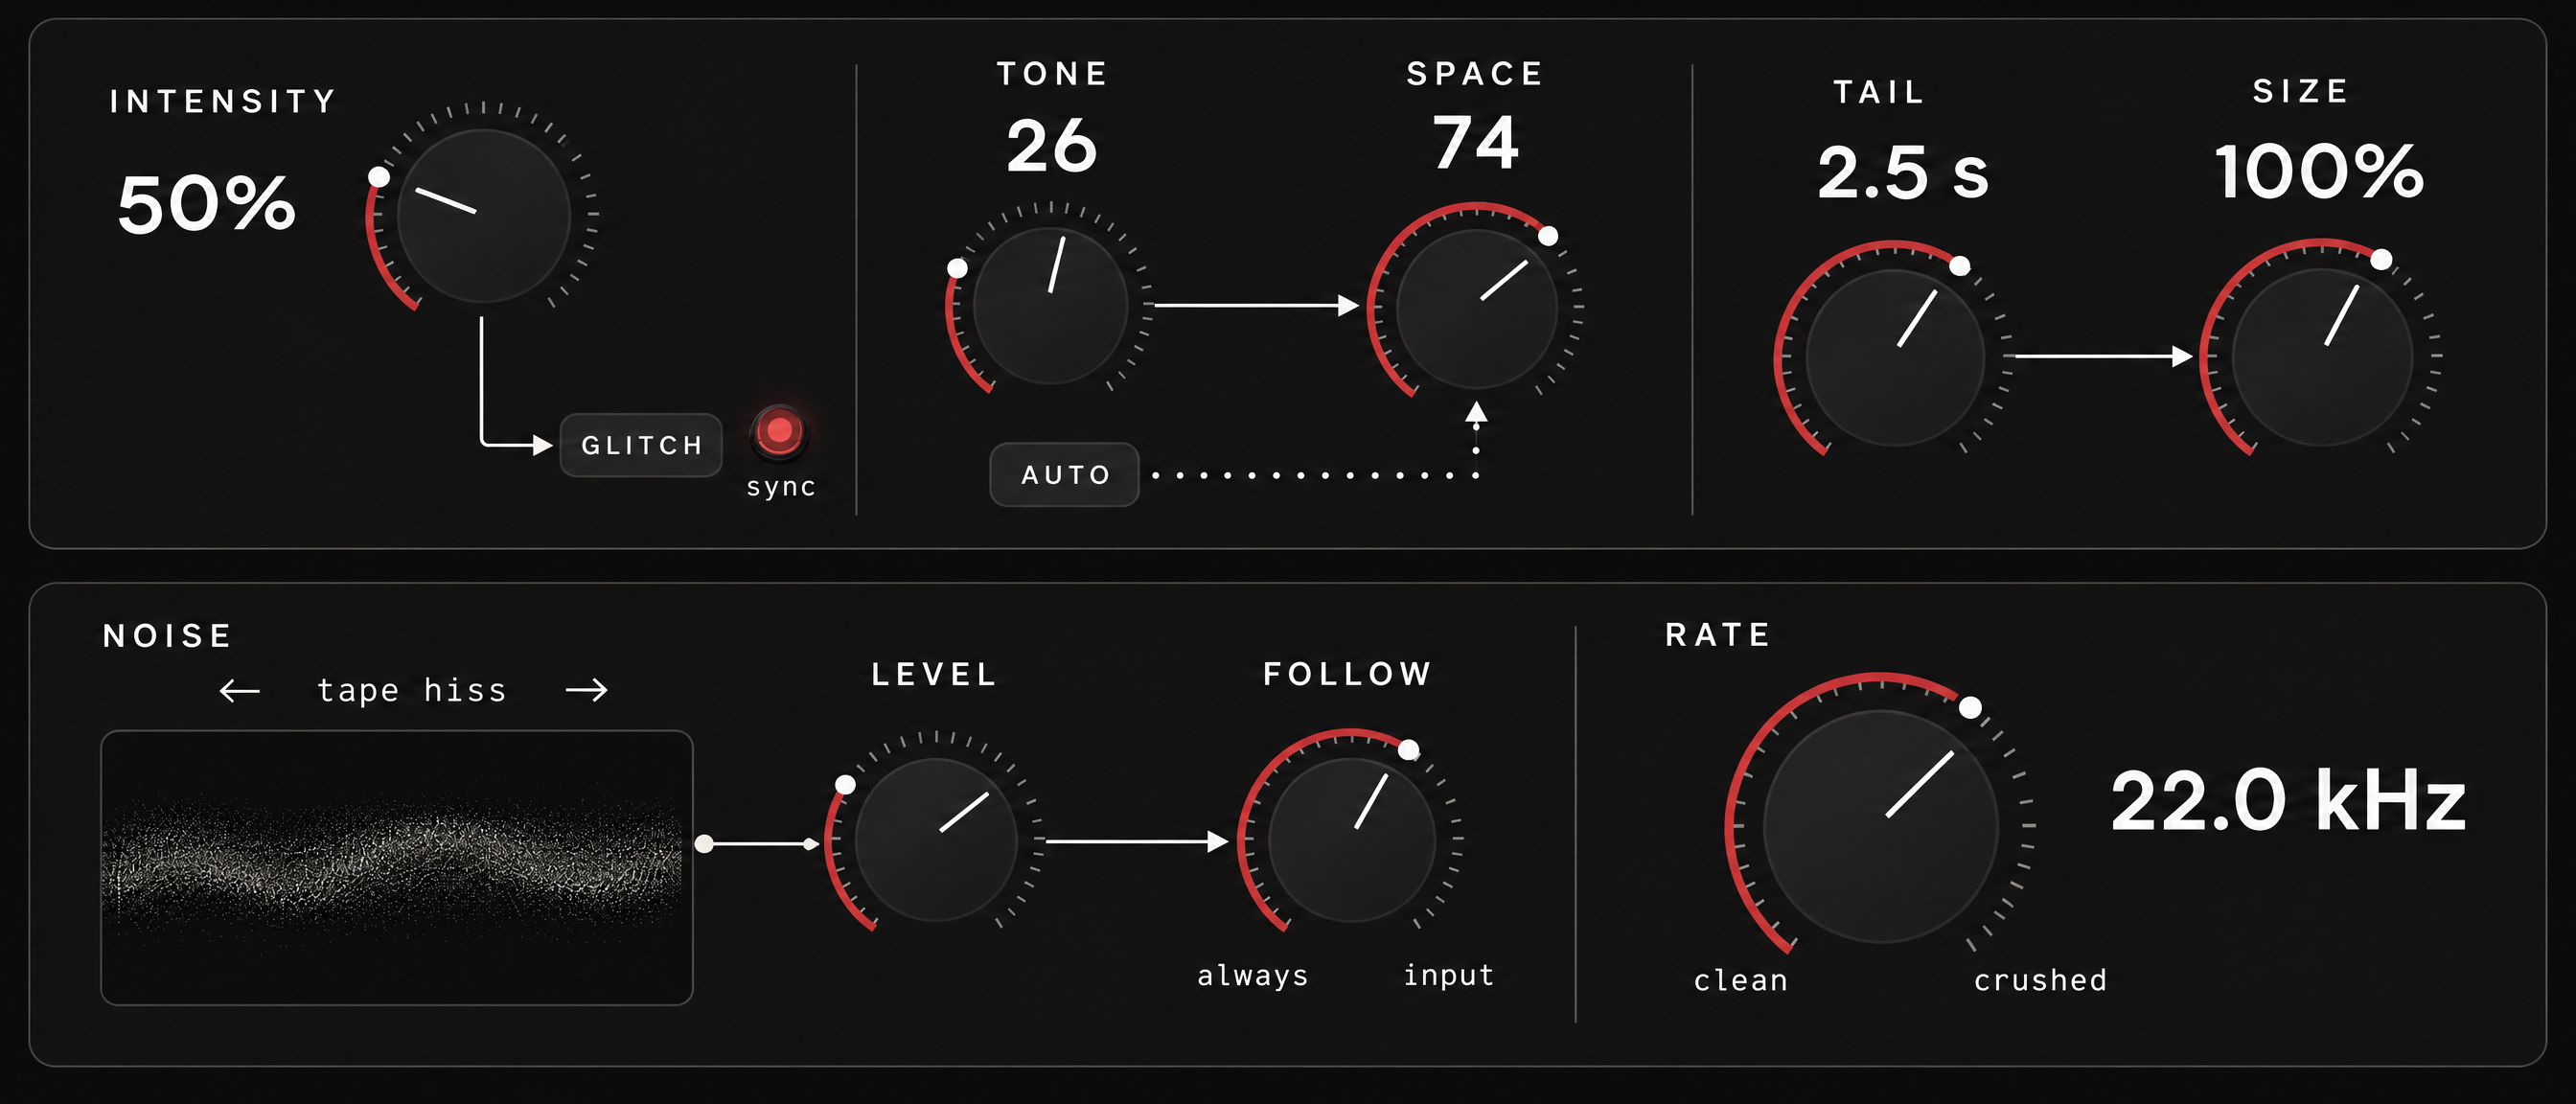 INTENSITY
50%
GLITCH
sync
TONE
26
SPACE
74
AUTO
TAIL
2.5 s
SIZE
100%
NOISE
← tape hiss →
LEVEL
FOLLOW
always
input
RATE
22.0 kHz
clean
crushed